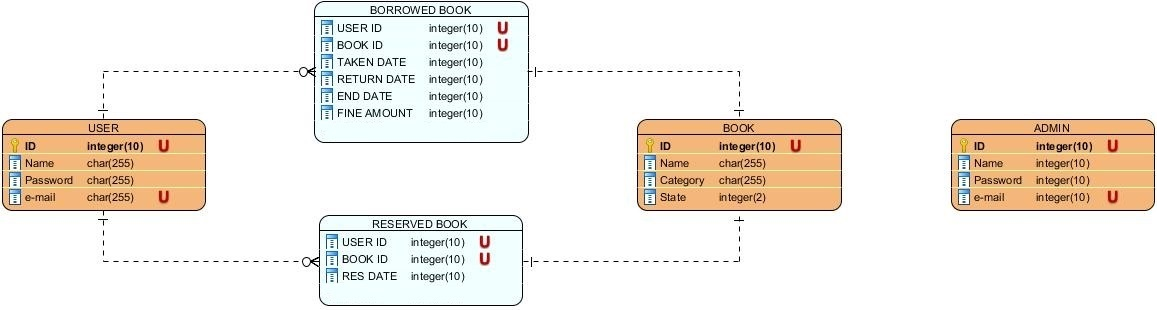 BORROWED BOOK
USER ID integer(10) U
BOOK ID integer(10) U
TAKEN DATE integer(10)
RETURN DATE integer(10)
END DATE integer(10)
FINE AMOUNT integer(10)
USER
ID integer(10) U
Name char(255)
Password char(255)
e-mail char(255) U
BOOK
ID integer(10) U
Name char(255)
Category char(255)
State integer(2)
ADMIN
ID integer(10) U
Name integer(10)
Password integer(10)
e-mail integer(10) U
RESERVED BOOK
USER ID integer(10) U
BOOK ID integer(10) U
RES DATE integer(10)